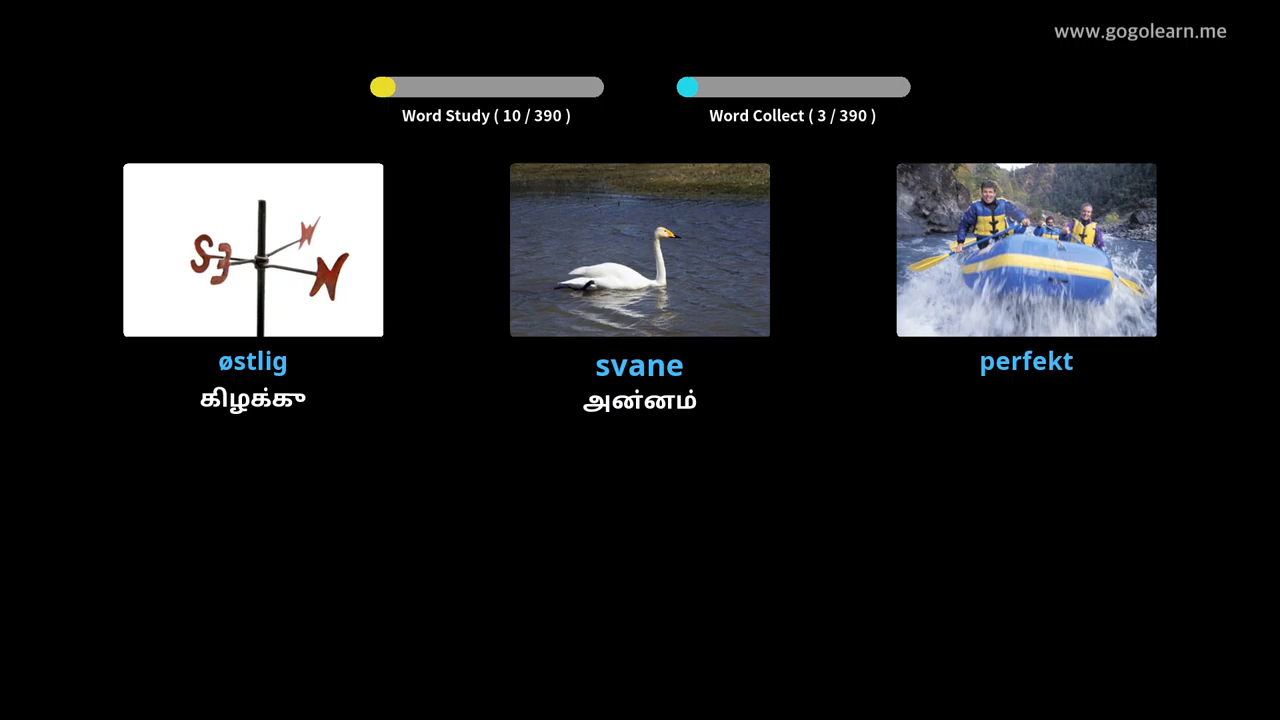 www.gogolearn.me
Word Study ( 10 / 390 )
Word Collect ( 3 / 390 )
S E N W
østlig
svane
perfekt
கிழக்கு
அன்னம்